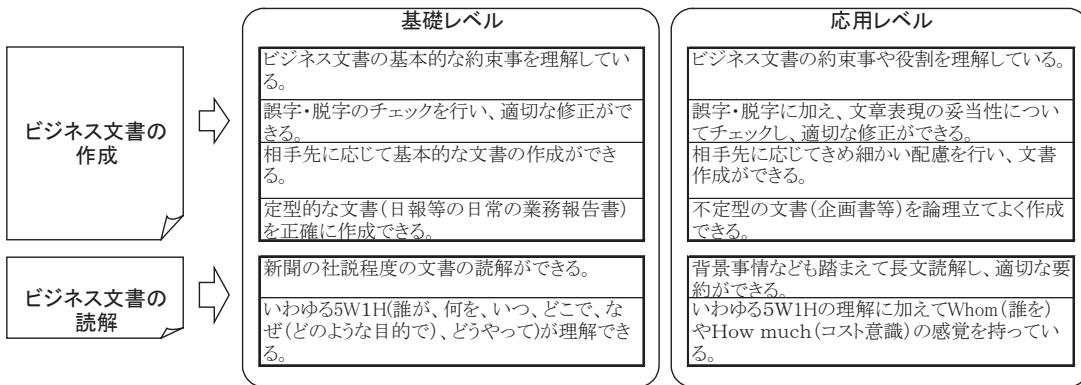 基礎レベル
応用レベル
ビジネス文書の
作成
ビジネス文書の基本的な約束事を理解してい
る。
誤字・脱字のチェックを行い、適切な修正がで
きる。
相手先に応じて基本的な文書の作成ができ
る。
定型的な文書(日報等の日常の業務報告書)
を正確に作成できる。
ビジネス文書の約束事や役割を理解している。
誤字・脱字に加え、文章表現の妥当性につい
てチェックし、適切な修正ができる。
相手先に応じてきめ細かい配慮を行い、文書
作成ができる。
不定型の文書(企画書等)を論理立てよく作成
できる。
ビジネス文書の
読解
新聞の社説程度の文書の読解ができる。
いわゆる5W1H(誰が、何を、いつ、どこで、な
ぜ(どのような目的で)、どうやって)が理解でき
る。
背景事情なども踏まえて長文読解し、適切な要
約ができる。
いわゆる5W1Hの理解に加えてWhom(誰を)
やHow much(コスト意識)の感覚を持ってい
る。